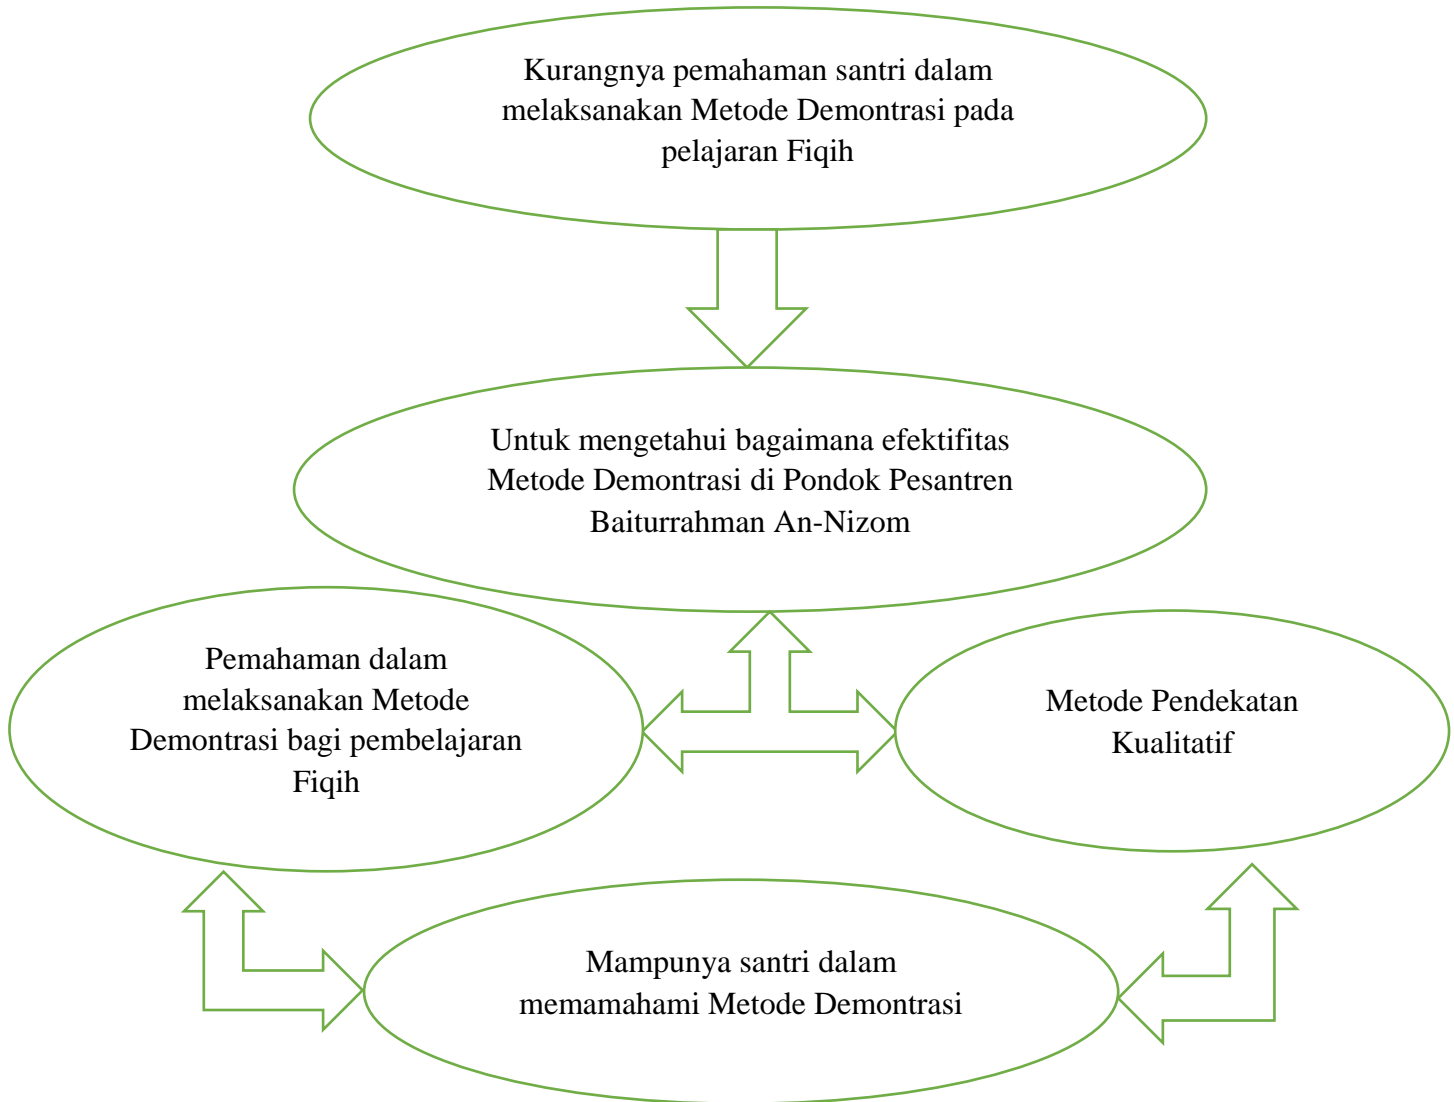 Kurangnya pemahaman santri dalam
melaksanakan Metode Demontrasi pada
pelajaran Fiqih
Untuk mengetahui bagaimana efektifitas
Metode Demontrasi di Pondok Pesantren
Baiturrahman An-Nizom
Pemahaman dalam
melaksanakan Metode
Demontrasi bagi pembelajaran
Fiqih
Metode Pendekatan
Kualitatif
Mampunya santri dalam
memamahami Metode Demontrasi